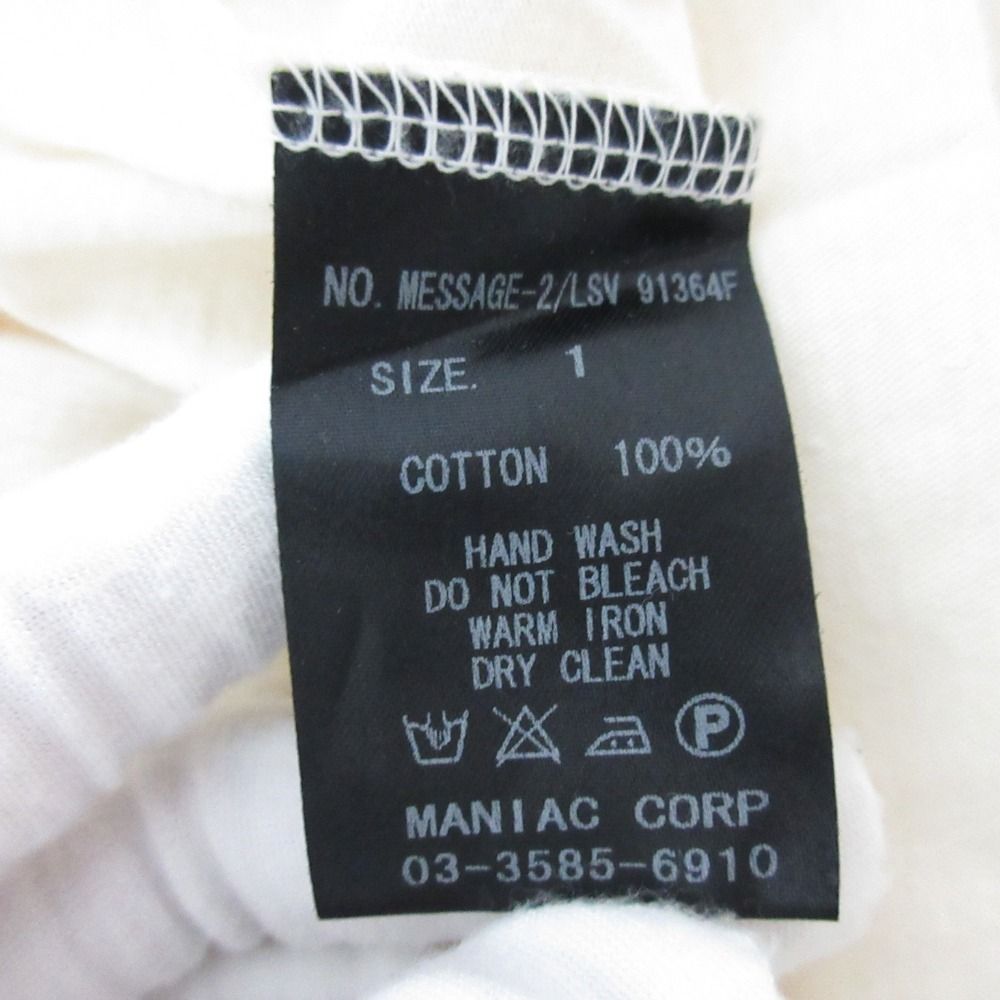 NO. MESSAGE-2/LSV 91364F
SIZE. 1
COTTON 100%
HAND WASH
DO NOT BLEACH
WARM IRON
DRY CLEAN
P
MANIAC CORP
03-3585-6910